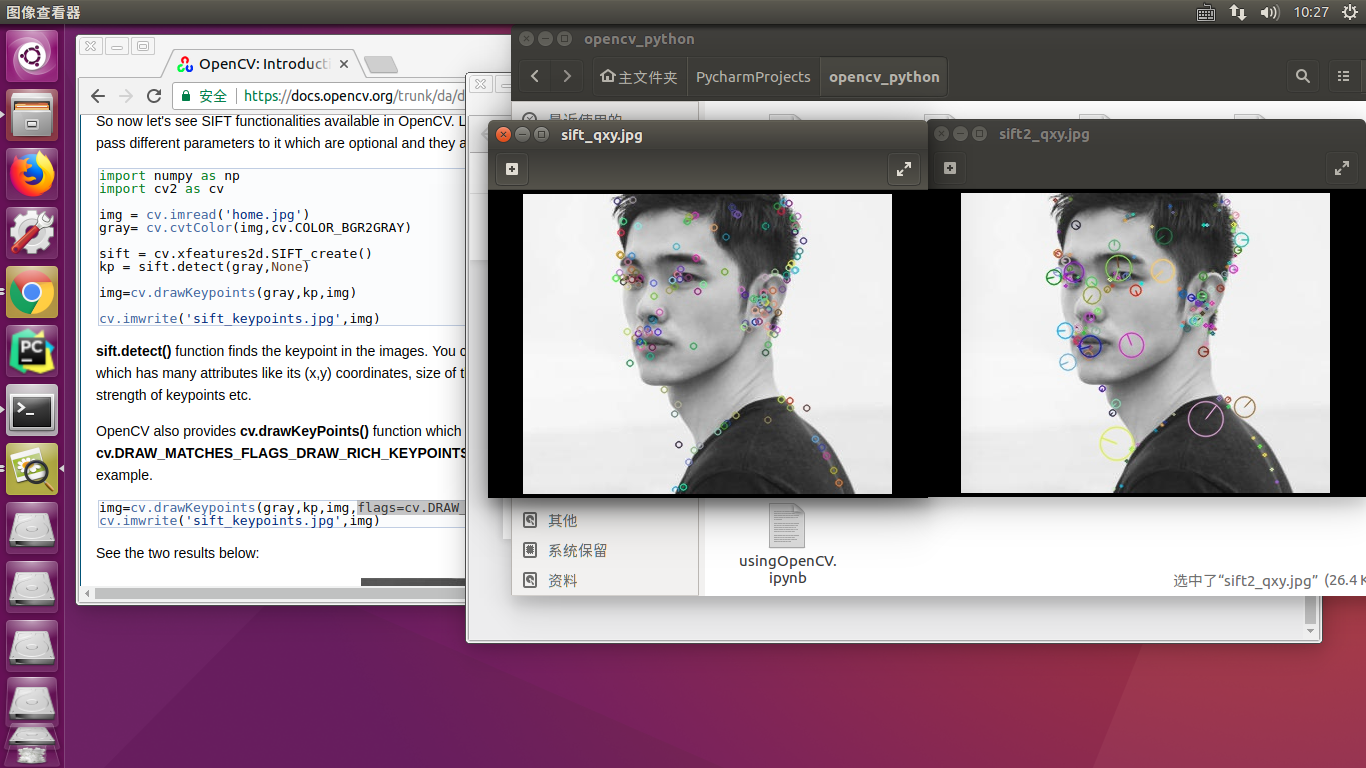 图像查看器
10:27
OpenCV: Introducti
安全
https://docs.opencv.org/trunk/da/d
So now let's see SIFT functionalities available in OpenCV. L
pass different parameters to it which are optional and they a
import numpy as np
import cv2 as cv
img = cv.imread('home.jpg')
gray= cv.cvtColor(img,cv.COLOR_BGR2GRAY)
sift = cv.xfeatures2d.SIFT_create()
kp = sift.detect(gray,None)
img=cv.drawKeypoints(gray,kp,img)
cv.imwrite('sift_keypoints.jpg',img)
sift.detect() function finds the keypoint in the images. You c
which has many attributes like its (x,y) coordinates, size of t
strength of keypoints etc.
OpenCV also provides cv.drawKeyPoints() function which
cv.DRAW_MATCHES_FLAGS_DRAW_RICH_KEYPOINTS
example.
img=cv.drawKeypoints(gray,kp,img,flags=cv.DRAW_
cv.imwrite('sift_keypoints.jpg',img)
See the two results below:
opencv_python
主文件夹
PycharmProjects
opencv_python
最近使用的
sift_qxy.jpg
sift2_qxy.jpg
其他
系统保留
资料
usingOpenCV.
ipynb
选中了“sift2_qxy.jpg” (26.4 K
PC